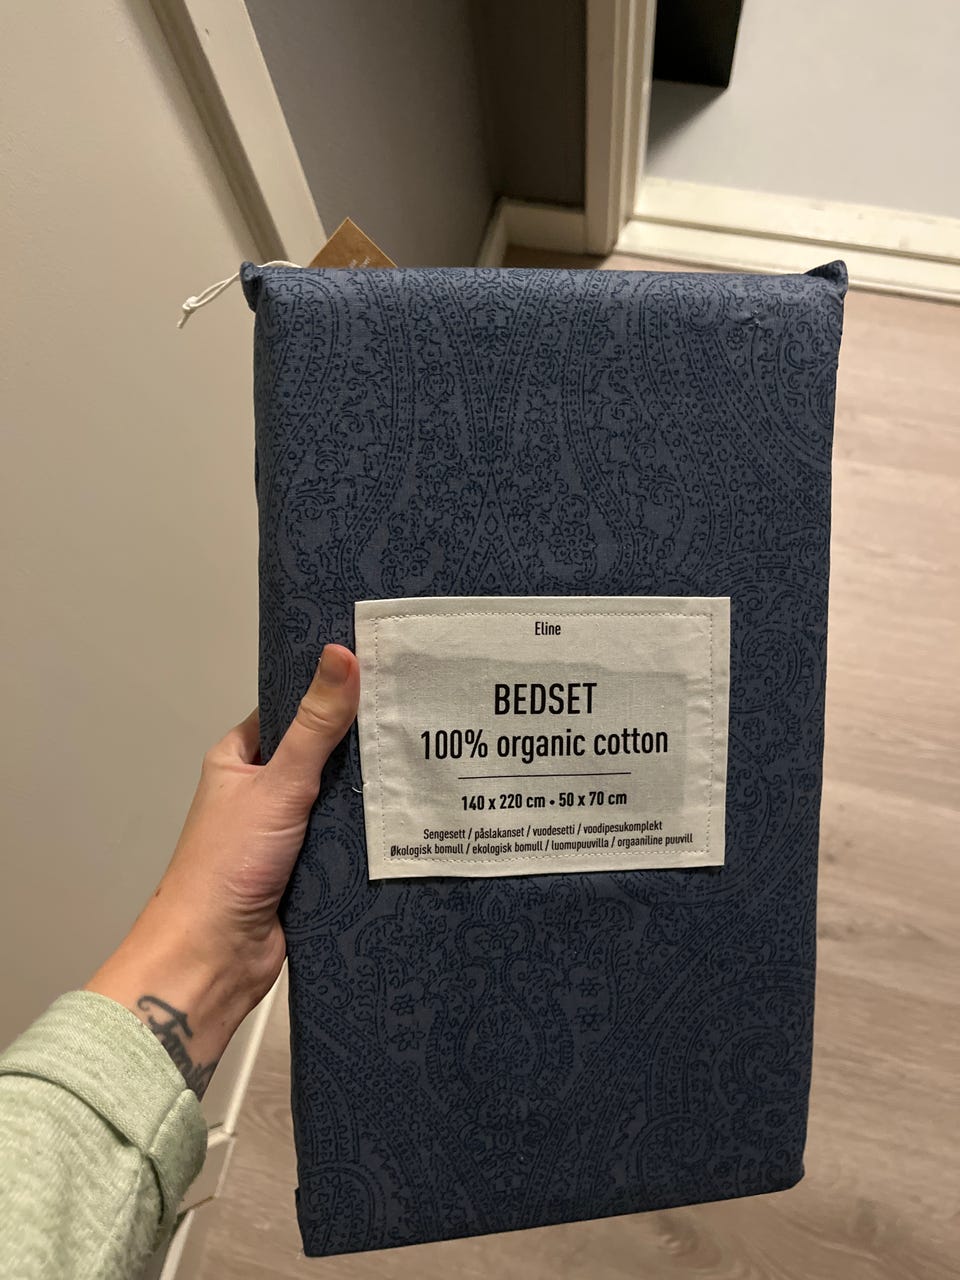 Eline
BEDSET
100% organic cotton
140 x 220 cm • 50 x 70 cm
Sengesett / påslakanset / vuodesetti / voodipesukomplekt
Økologisk bomull / ekologisk bomull / luomupuuvilla / orgaaniline puuvill